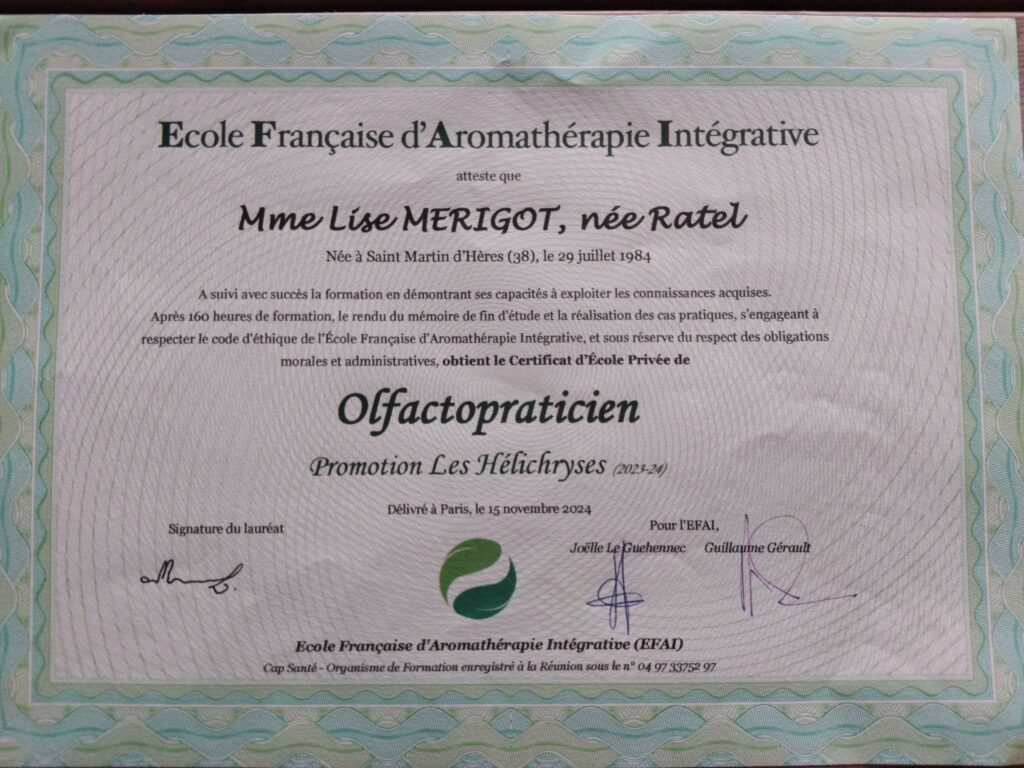 Ecole Française d'Aromathérapie Intégrative
atteste que
Mme Lise MERIGOT, née Ratel
Née à Saint Martin d'Hères (38), le 29 juillet 1984
A suivi avec succès la formation en démontrant ses capacités à exploiter les connaissances acquises.
Après 160 heures de formation, le rendu du mémoire de fin d'étude et la réalisation des cas pratiques, s'engageant à
respecter le code d'éthique de l'École Française d'Aromathérapie Intégrative, et sous réserve du respect des obligations
morales et administratives, obtient le Certificat d'École Privée de
Olfactopraticien
Promotion Les Hélichryses (2023-24)
Délivré à Paris, le 15 novembre 2024
Signature du lauréat
Pour l'EFAI,
Joëlle Le Guehennec Guillaume Gérault
Ecole Française d'Aromathérapie Intégrative (EFAI)
Cap Santé - Organisme de Formation enregistré à la Réunion sous le n° 04 97 33752 97